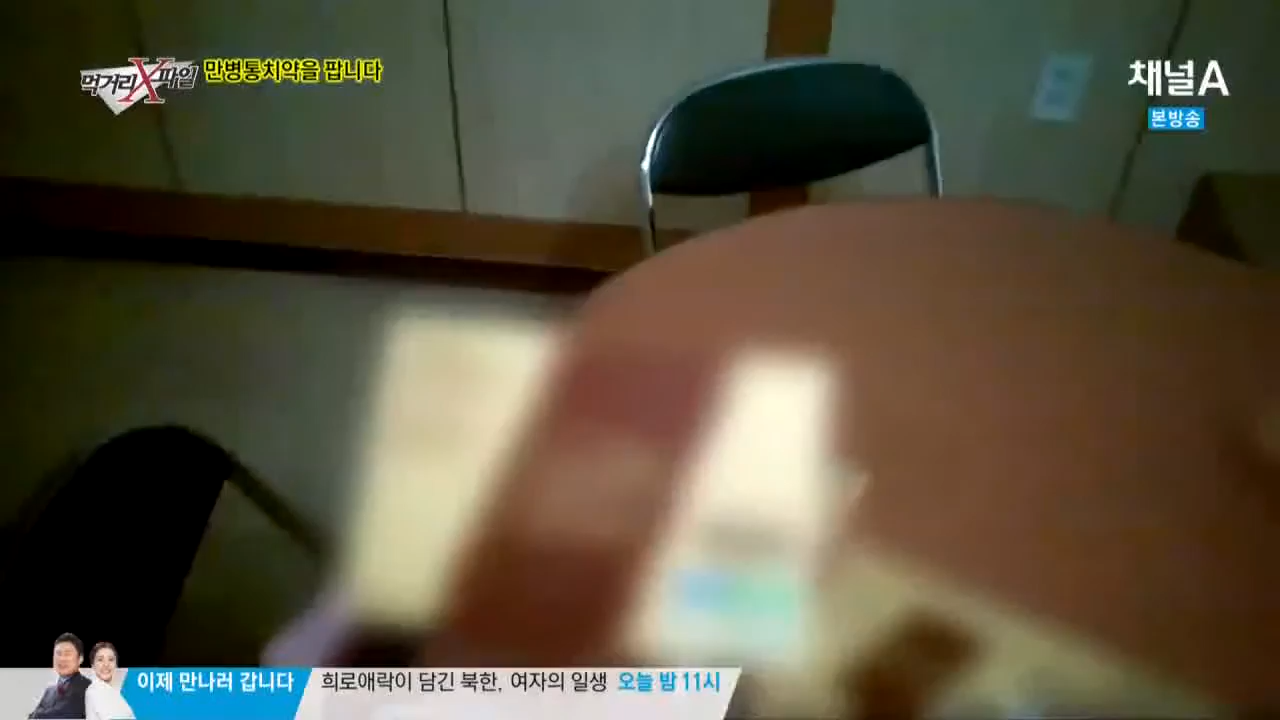 먹거리X파일
만병통치약을 팝니다
채널A
본방송
이제 만나러 갑니다
희로애락이 담긴 북한, 여자의 일생 오늘 밤 11시